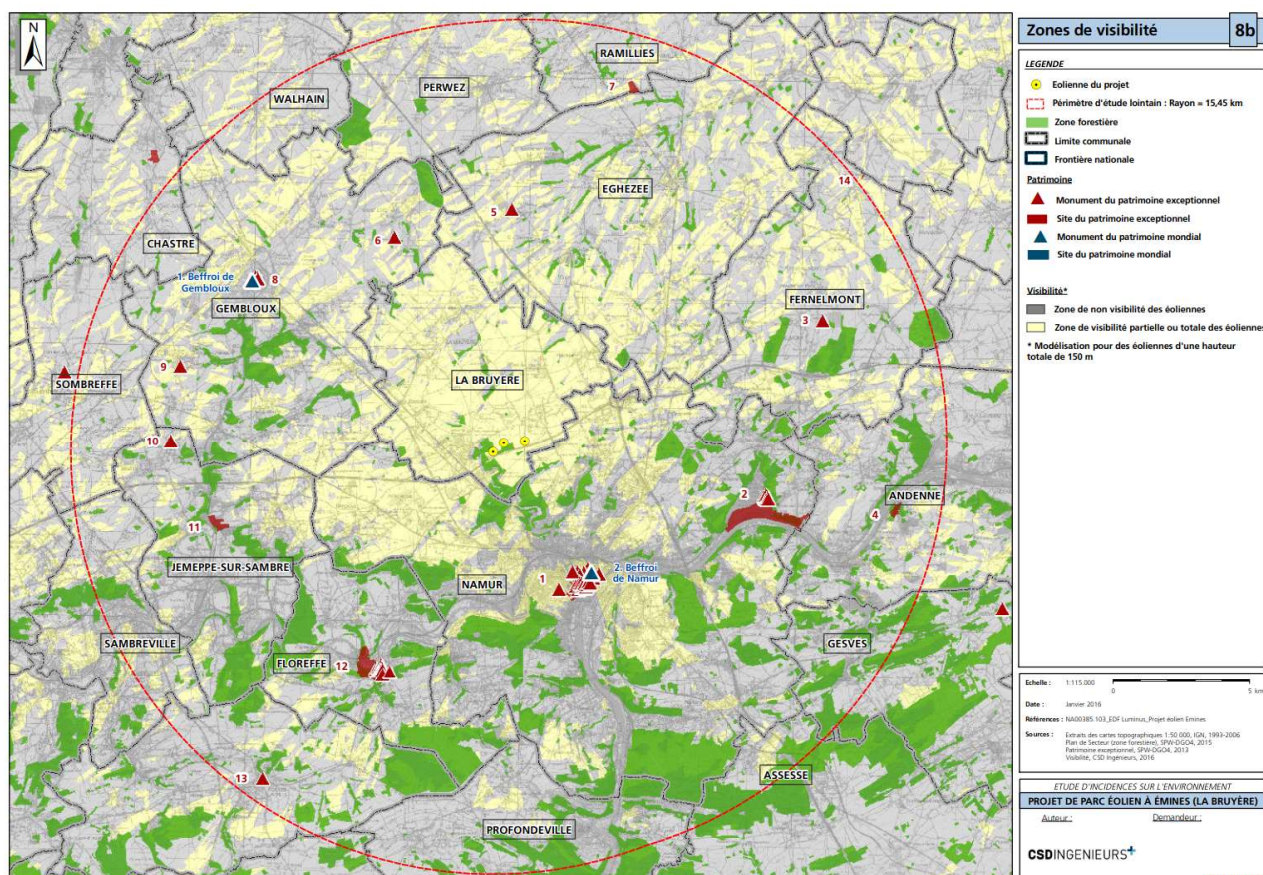 N
RAMILLIES
7
PERWEZ
WALHAIN
14
EGHEZEE
5
6
CHASTRE
1. Beffroi de
Gembloux
8
GEMBLOUX
FERNELMONT
3
9
SOMBREFFE
LA BRUYERE
10
2
ANDENNE
4
11
JEMEPPE-SUR-SAMBRE
NAMUR
1
2. Beffroi
de Namur
SAMBREVILLE
GESVES
FLOREFFE
12
13
ASSESSE
PROFONDEVILLE
Zones de visibilité
8b
LEGENDE
Eolienne du projet
Périmètre d'étude lointain : Rayon = 15,45 km
Zone forestière
Limite communale
Frontière nationale
Patrimoine
Monument du patrimoine exceptionnel
Site du patrimoine exceptionnel
Monument du patrimoine mondial
Site du patrimoine mondial
Visibilité*
Zone de non visibilité des éoliennes
Zone de visibilité partielle ou totale des éoliennes
* Modélisation pour des éoliennes d'une hauteur
totale de 150 m
Echelle : 1:115.000
0 5 km
Date : Janvier 2016
Références : NA00385.103_EDF Luminus_Projet éolien Emines
Sources : Extraits des cartes topographiques 1:50 000, IGN, 1993-2006
Plan de Secteur (zone forestière), SPW-DGO4, 2015
Patrimoine exceptionnel, SPW-DGO4, 2013
Visibilité, CSD Ingénieurs, 2016
ETUDE D'INCIDENCES SUR L'ENVIRONNEMENT
PROJET DE PARC ÉOLIEN À ÉMINES (LA BRUYÈRE)
Auteur : Demandeur :
CSDINGENIEURS+